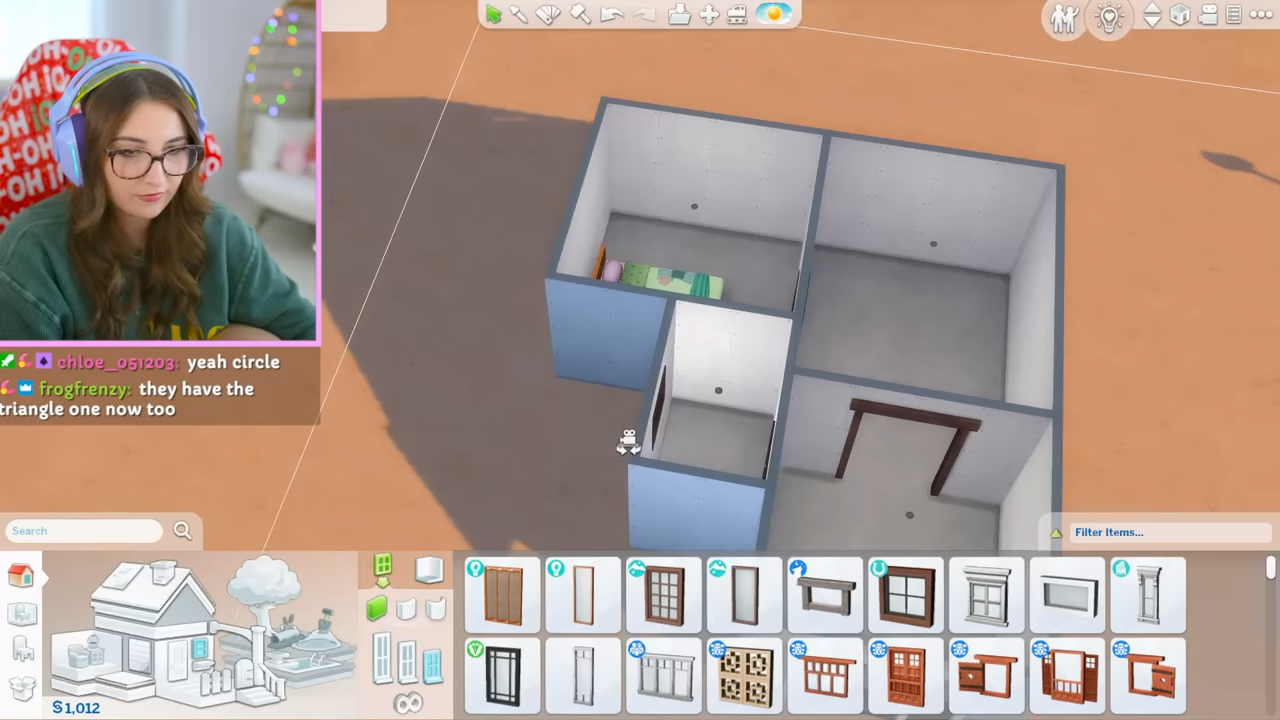 chloe_051203: yeah circle
frogfrenzy: they have the
triangle one now too
Search
Filter Items...
§1,012